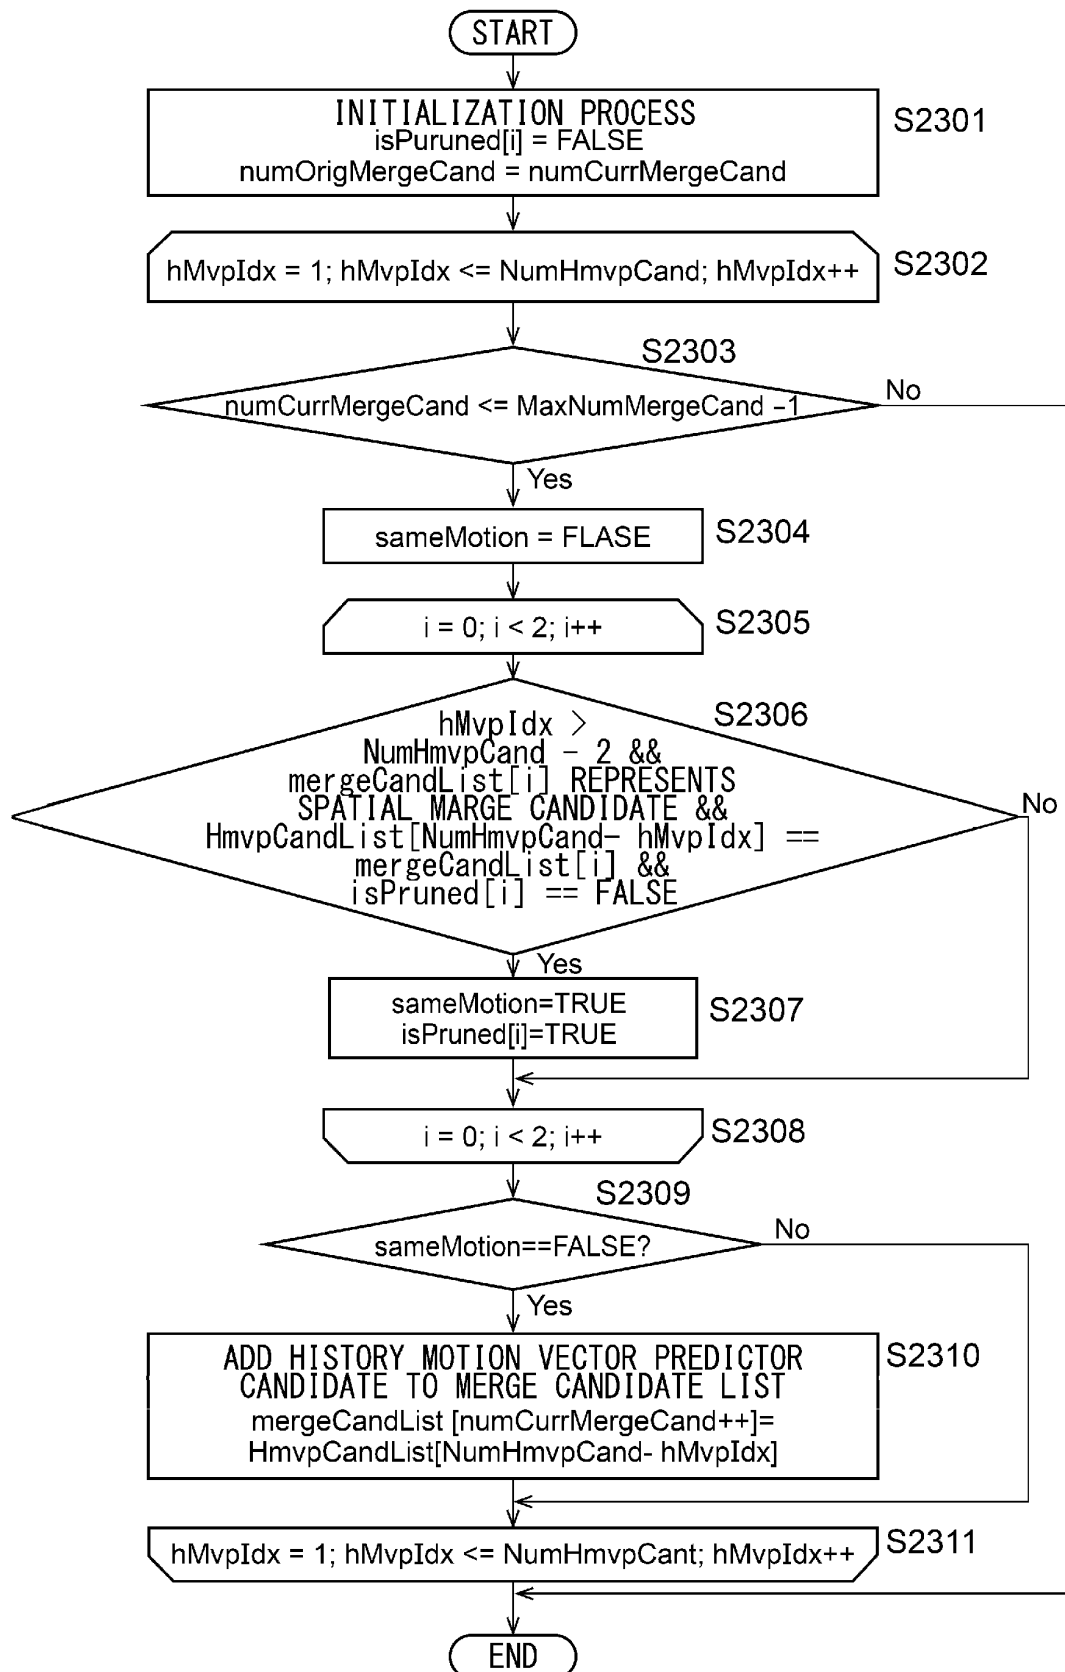 START
INITIALIZATION PROCESS
isPuruned[i] = FALSE
numOrigMergeCand = numCurrMergeCand
S2301
hMvpIdx = 1; hMvpIdx <= NumHmvpCand; hMvpIdx++
S2302
S2303
numCurrMergeCand <= MaxNumMergeCand -1
No
Yes
sameMotion = FLASE
S2304
i = 0; i < 2; i++
S2305
S2306
hMvpIdx >
NumHmvpCand - 2 &&
mergeCandList[i] REPRESENTS
SPATIAL MARGE CANDIDATE &&
HmvpCandList[NumHmvpCand- hMvpIdx] ==
mergeCandList[i] &&
isPruned[i] == FALSE
No
Yes
sameMotion=TRUE
isPruned[i]=TRUE
S2307
i = 0; i < 2; i++
S2308
S2309
sameMotion==FALSE?
No
Yes
ADD HISTORY MOTION VECTOR PREDICTOR
CANDIDATE TO MERGE CANDIDATE LIST
mergeCandList [numCurrMergeCand++]=
HmvpCandList[NumHmvpCand- hMvpIdx]
S2310
hMvpIdx = 1; hMvpIdx <= NumHmvpCant; hMvpIdx++
S2311
END